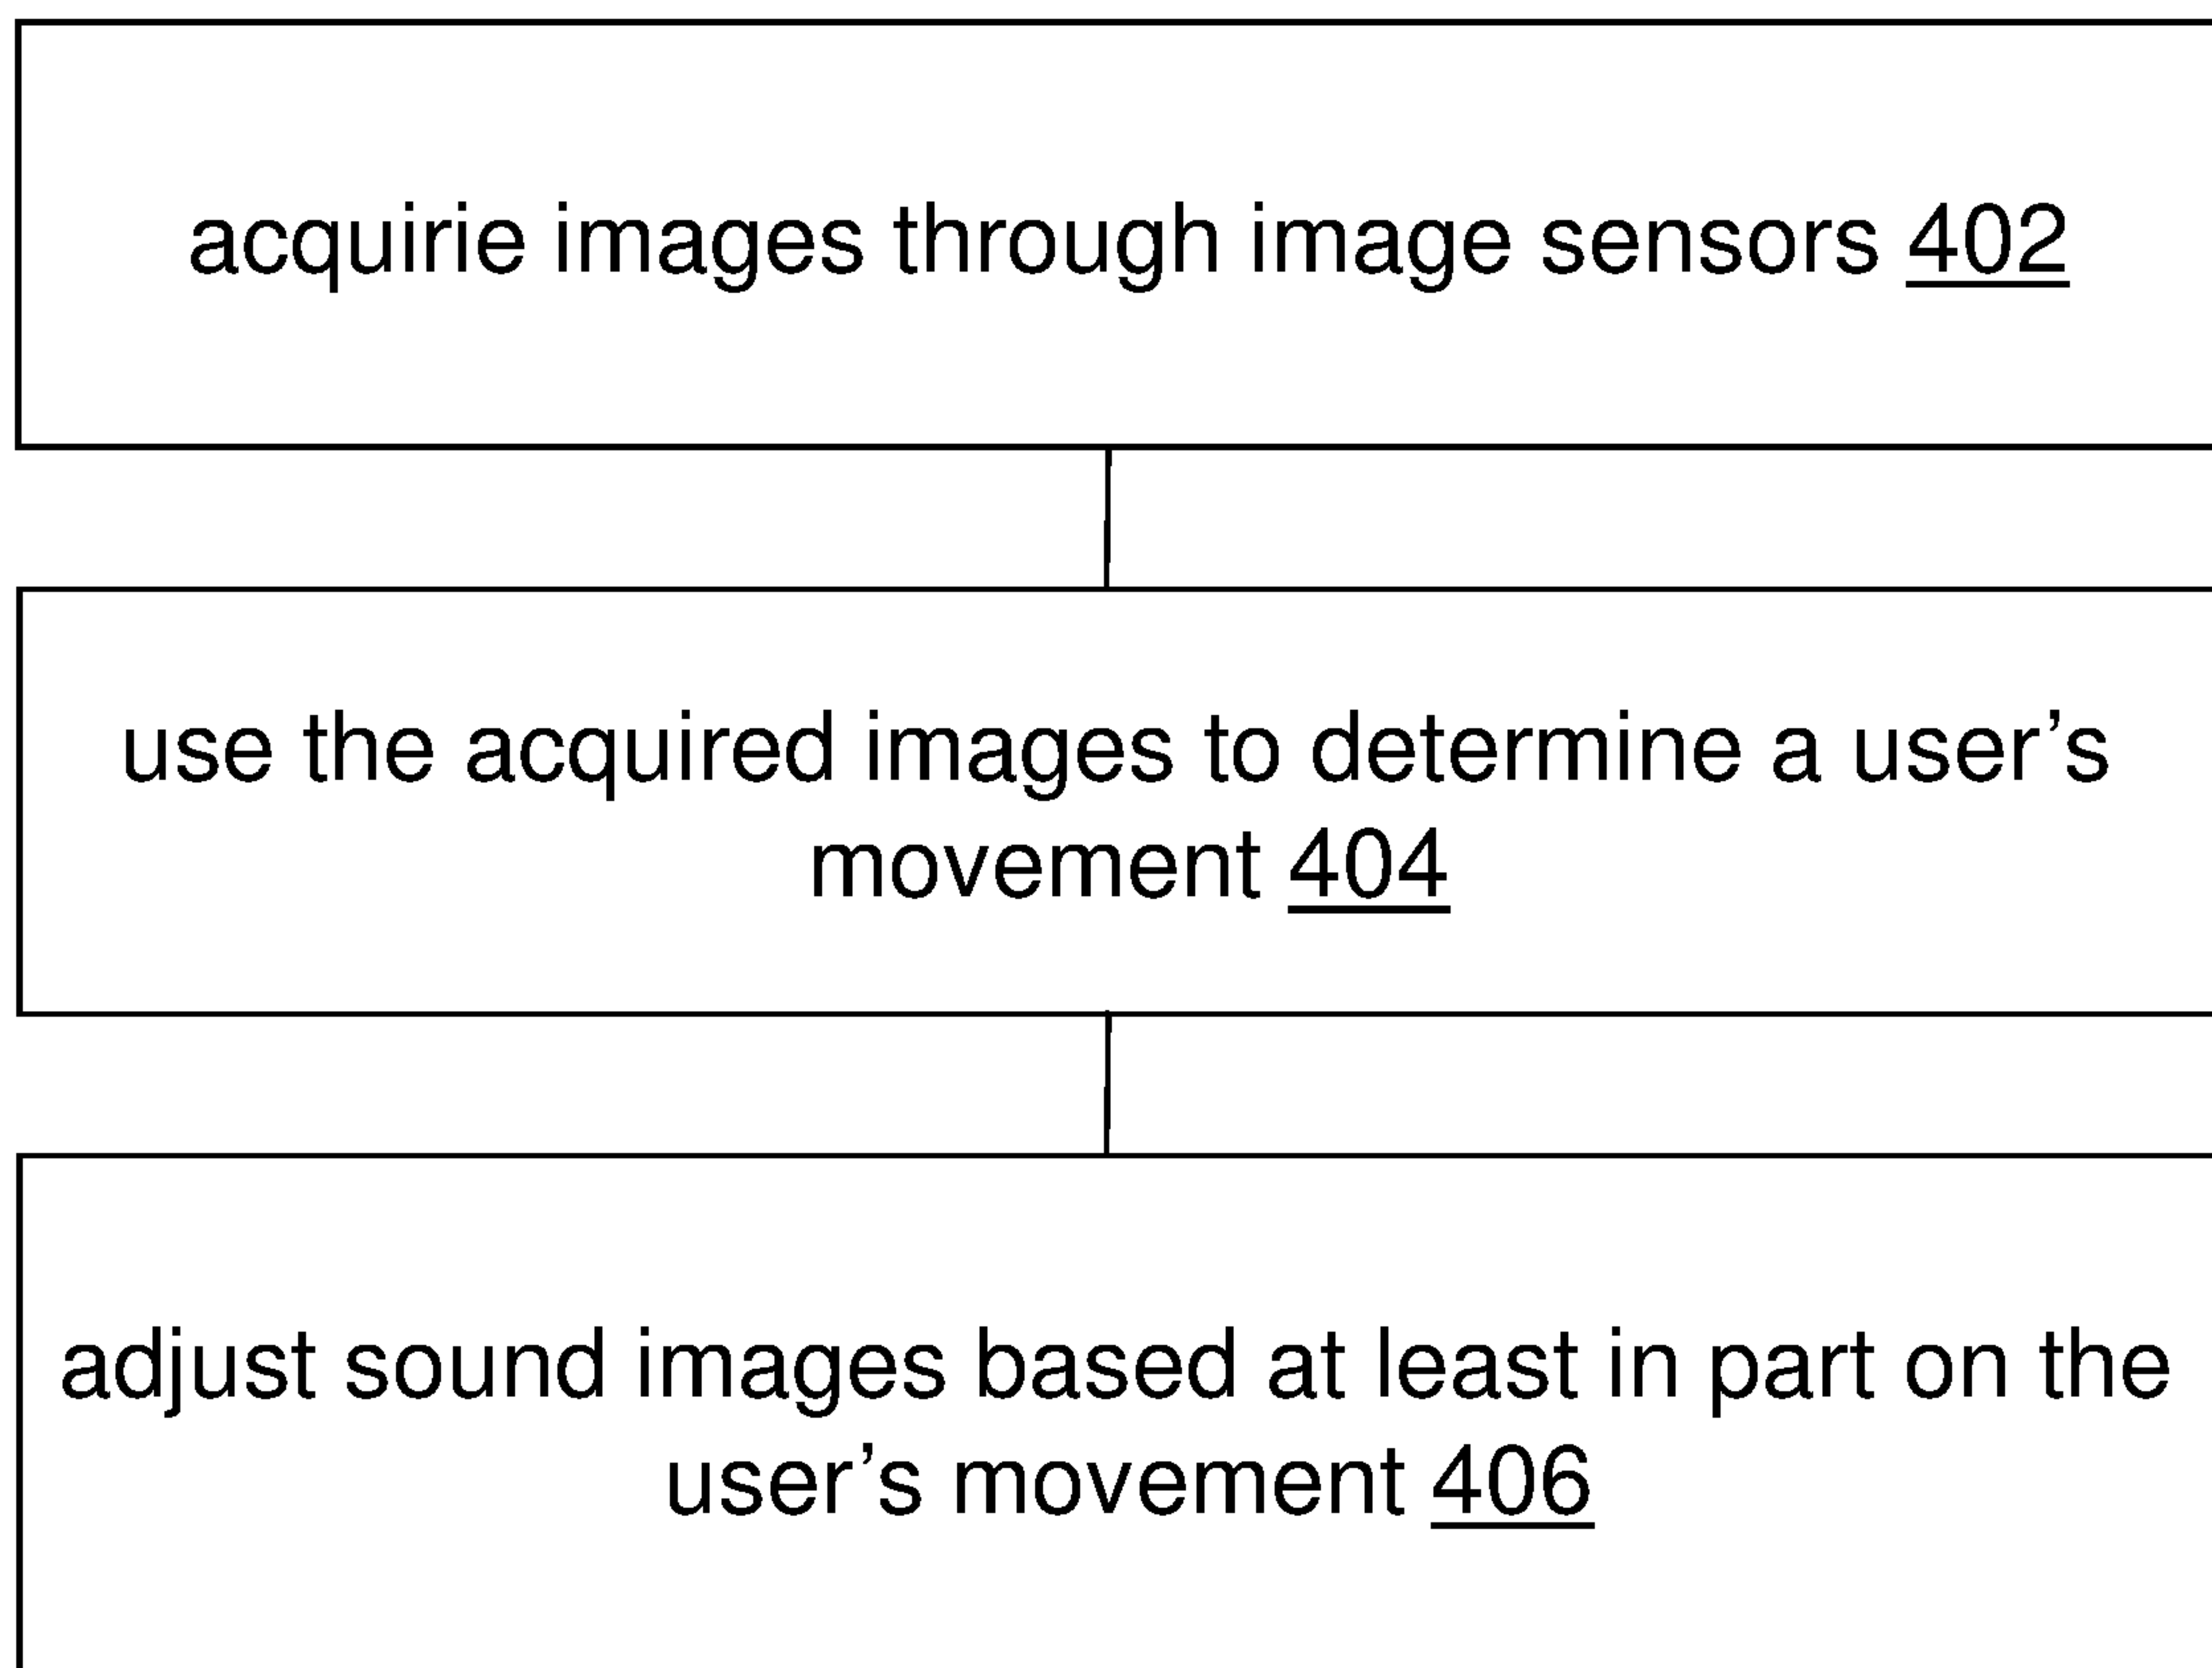 acquirie images through image sensors 402
use the acquired images to determine a user’s
movement 404
adjust sound images based at least in part on the
user’s movement 406